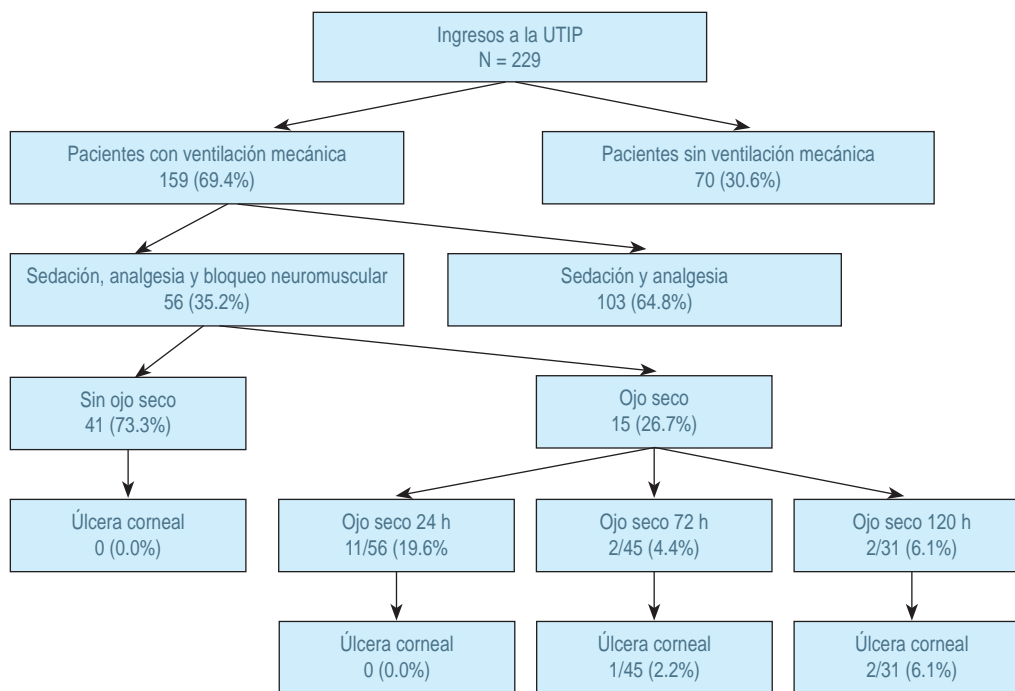 Ingresos a la UTIP
N = 229
Pacientes con ventilación mecánica
159 (69.4%)
Pacientes sin ventilación mecánica
70 (30.6%)
Sedación, analgesia y bloqueo neuromuscular
56 (35.2%)
Sedación y analgesia
103 (64.8%)
Sin ojo seco
41 (73.3%)
Ojo seco
15 (26.7%)
Úlcera corneal
0 (0.0%)
Ojo seco 24 h
11/56 (19.6%
Ojo seco 72 h
2/45 (4.4%)
Ojo seco 120 h
2/31 (6.1%)
Úlcera corneal
0 (0.0%)
Úlcera corneal
1/45 (2.2%)
Úlcera corneal
2/31 (6.1%)